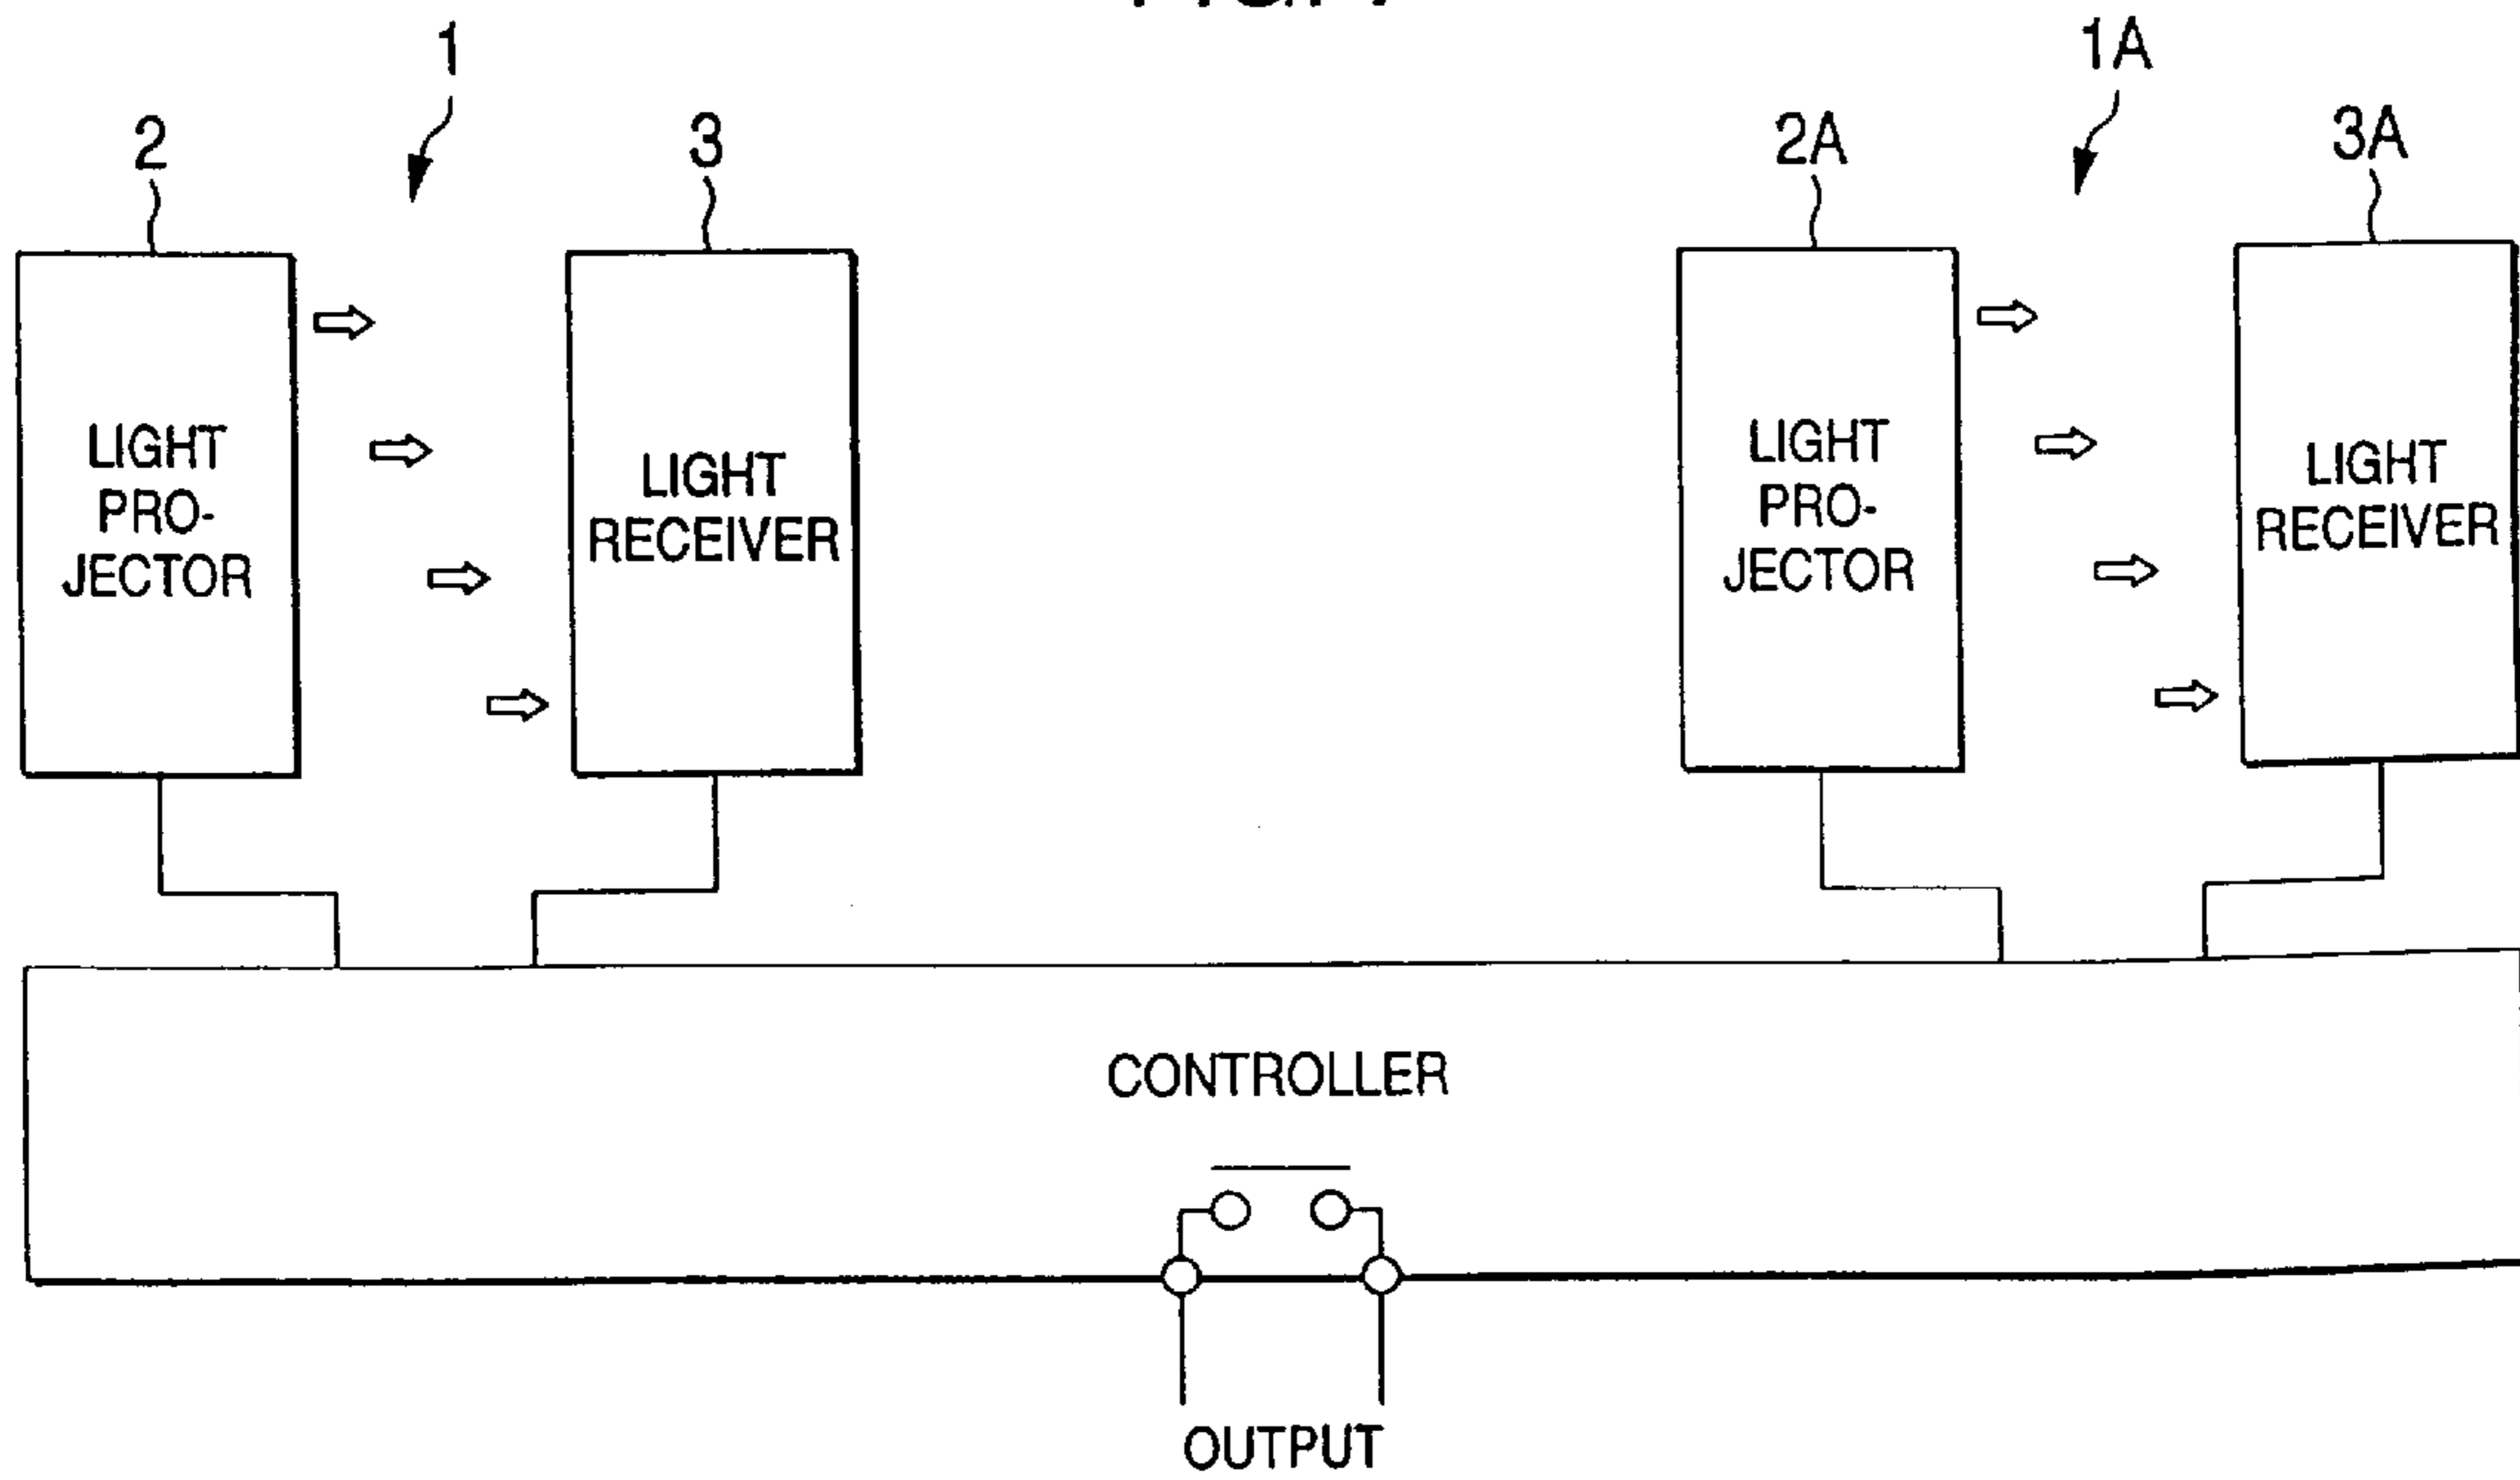 1
1A
2
3
2A
3A
LIGHT
PRO-
JECTOR
LIGHT
RECEIVER
LIGHT
PRO-
JECTOR
LIGHT
RECEIVER
CONTROLLER
OUTPUT